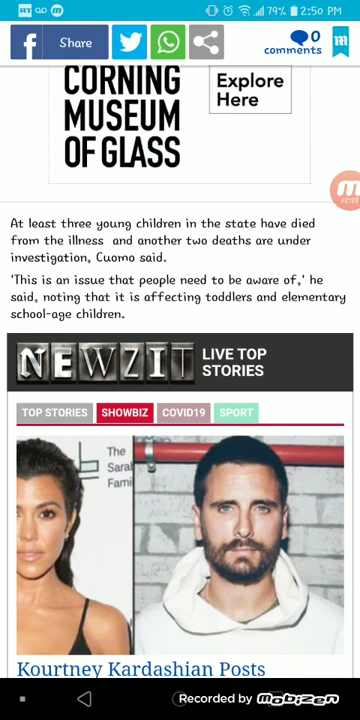 79% 2:50 PM
f Share
0
comments
m
CORNING
MUSEUM
OF GLASS
Explore
Here
At least three young children in the state have died
from the illness and another two deaths are under
investigation, Cuomo said.
'This is an issue that people need to be aware of,' he
said, noting that it is affecting toddlers and elementary
school-age children.
NEWZIT
LIVE TOP
STORIES
TOP STORIES SHOWBIZ COVID19 SPORT
The
Sara
Fami
Kourtney Kardashian Posts
Recorded by mobizen